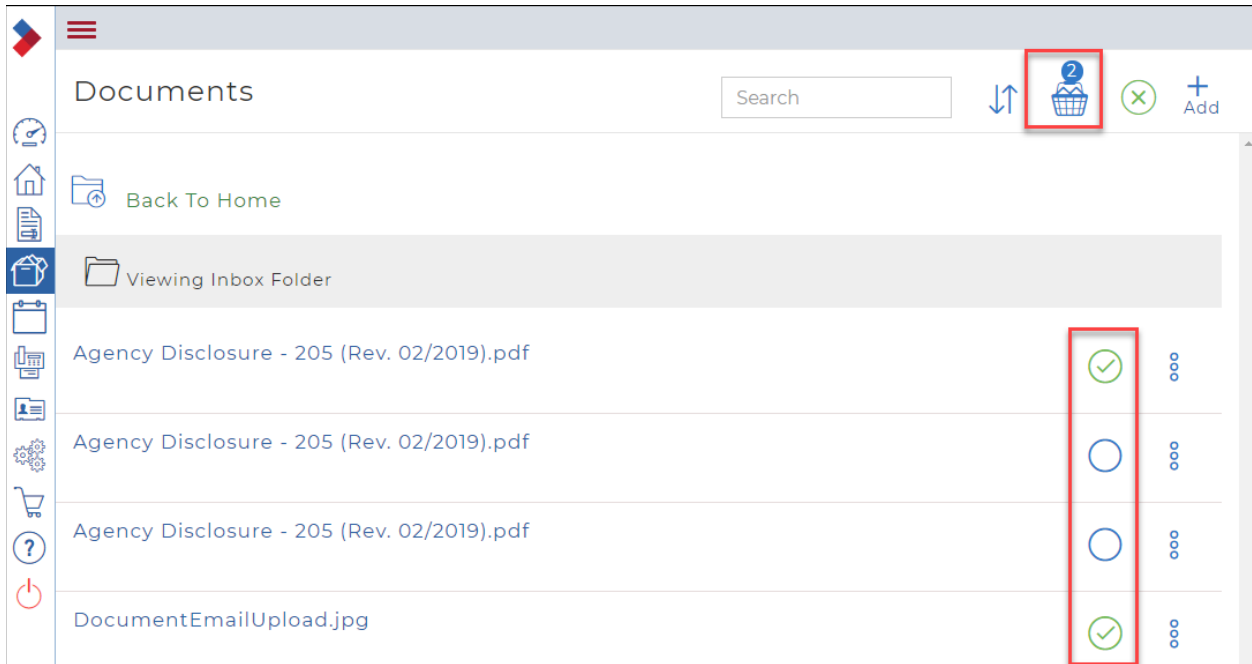 Documents
Search
2
Add
Back To Home
Viewing Inbox Folder
Agency Disclosure - 205 (Rev. 02/2019).pdf
Agency Disclosure - 205 (Rev. 02/2019).pdf
Agency Disclosure - 205 (Rev. 02/2019).pdf
?
DocumentEmailUpload.jpg